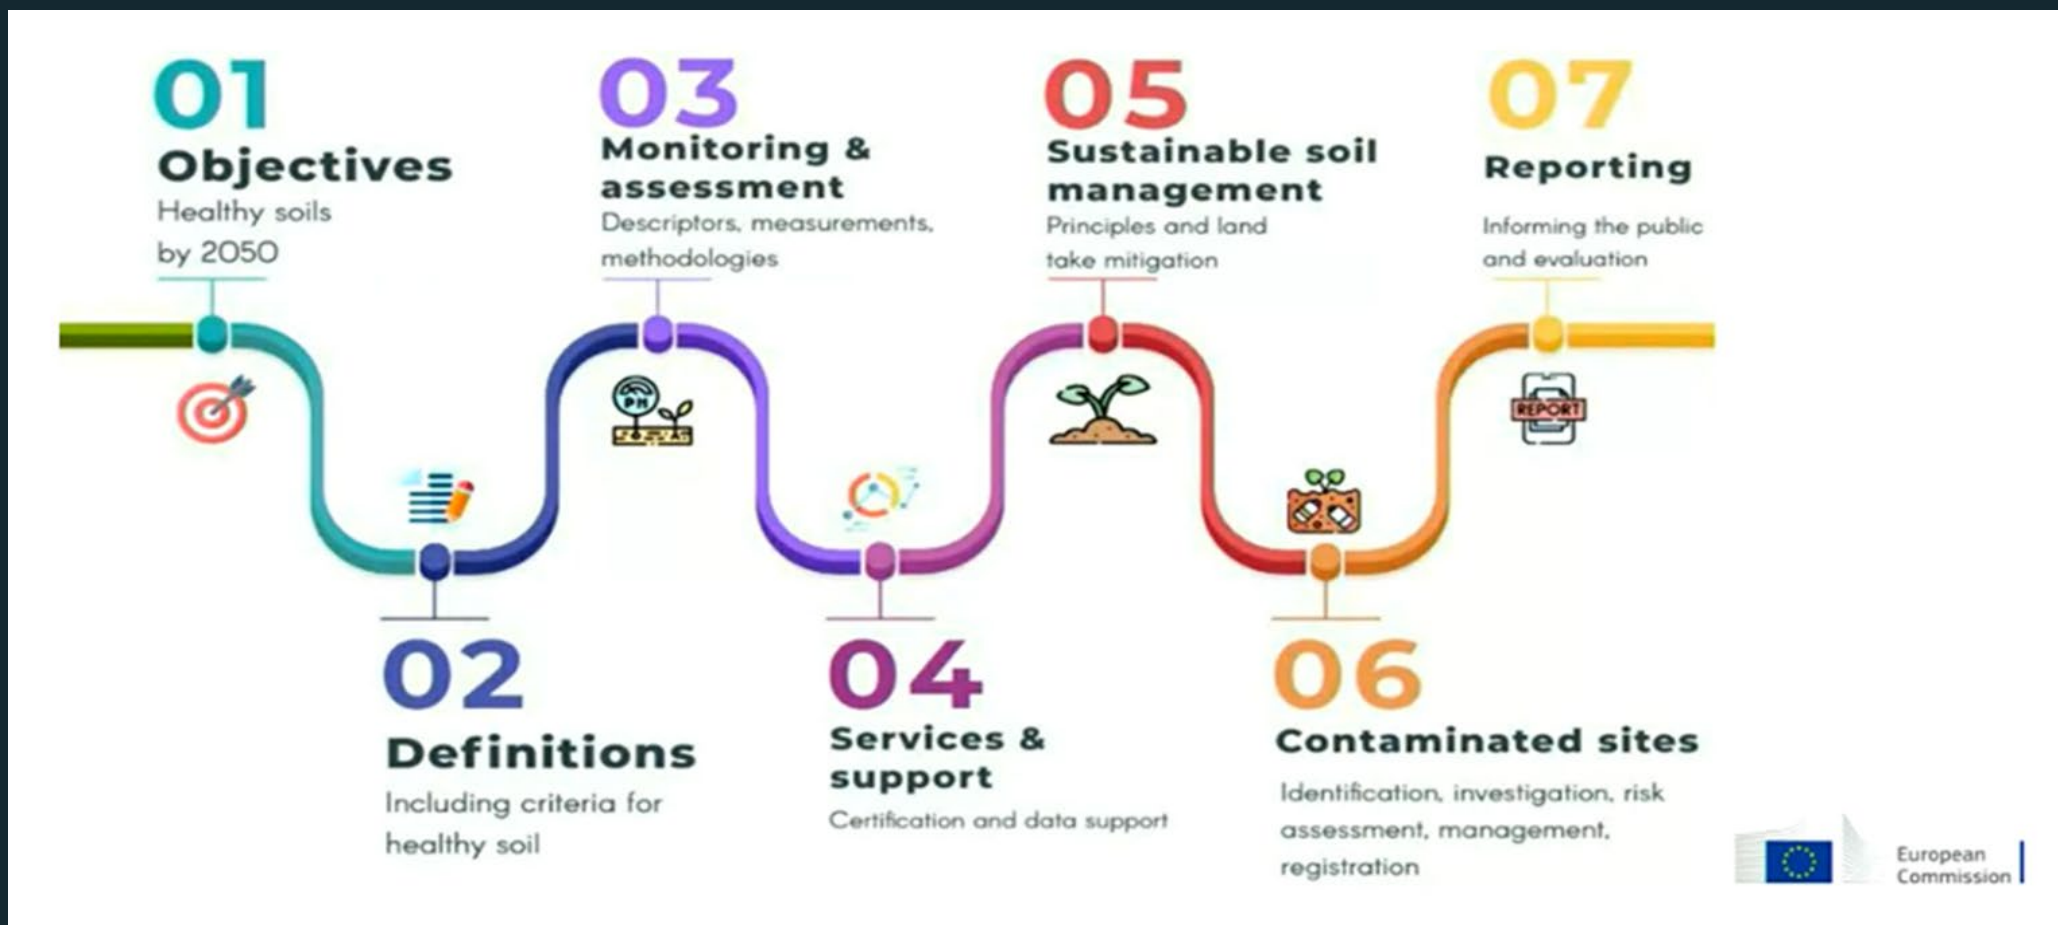 01
Objectives
Healthy soils
by 2050
02
Definitions
Including criteria for
healthy soil
03
Monitoring &
assessment
Descriptors, measurements,
methodologies
PH
04
Services &
support
Certification and data support
05
Sustainable soil
management
Principles and land
take mitigation
06
Contaminated sites
Identification, investigation, risk
assessment, management,
registration
07
Reporting
Informing the public
and evaluation
REPORT
European
Commission